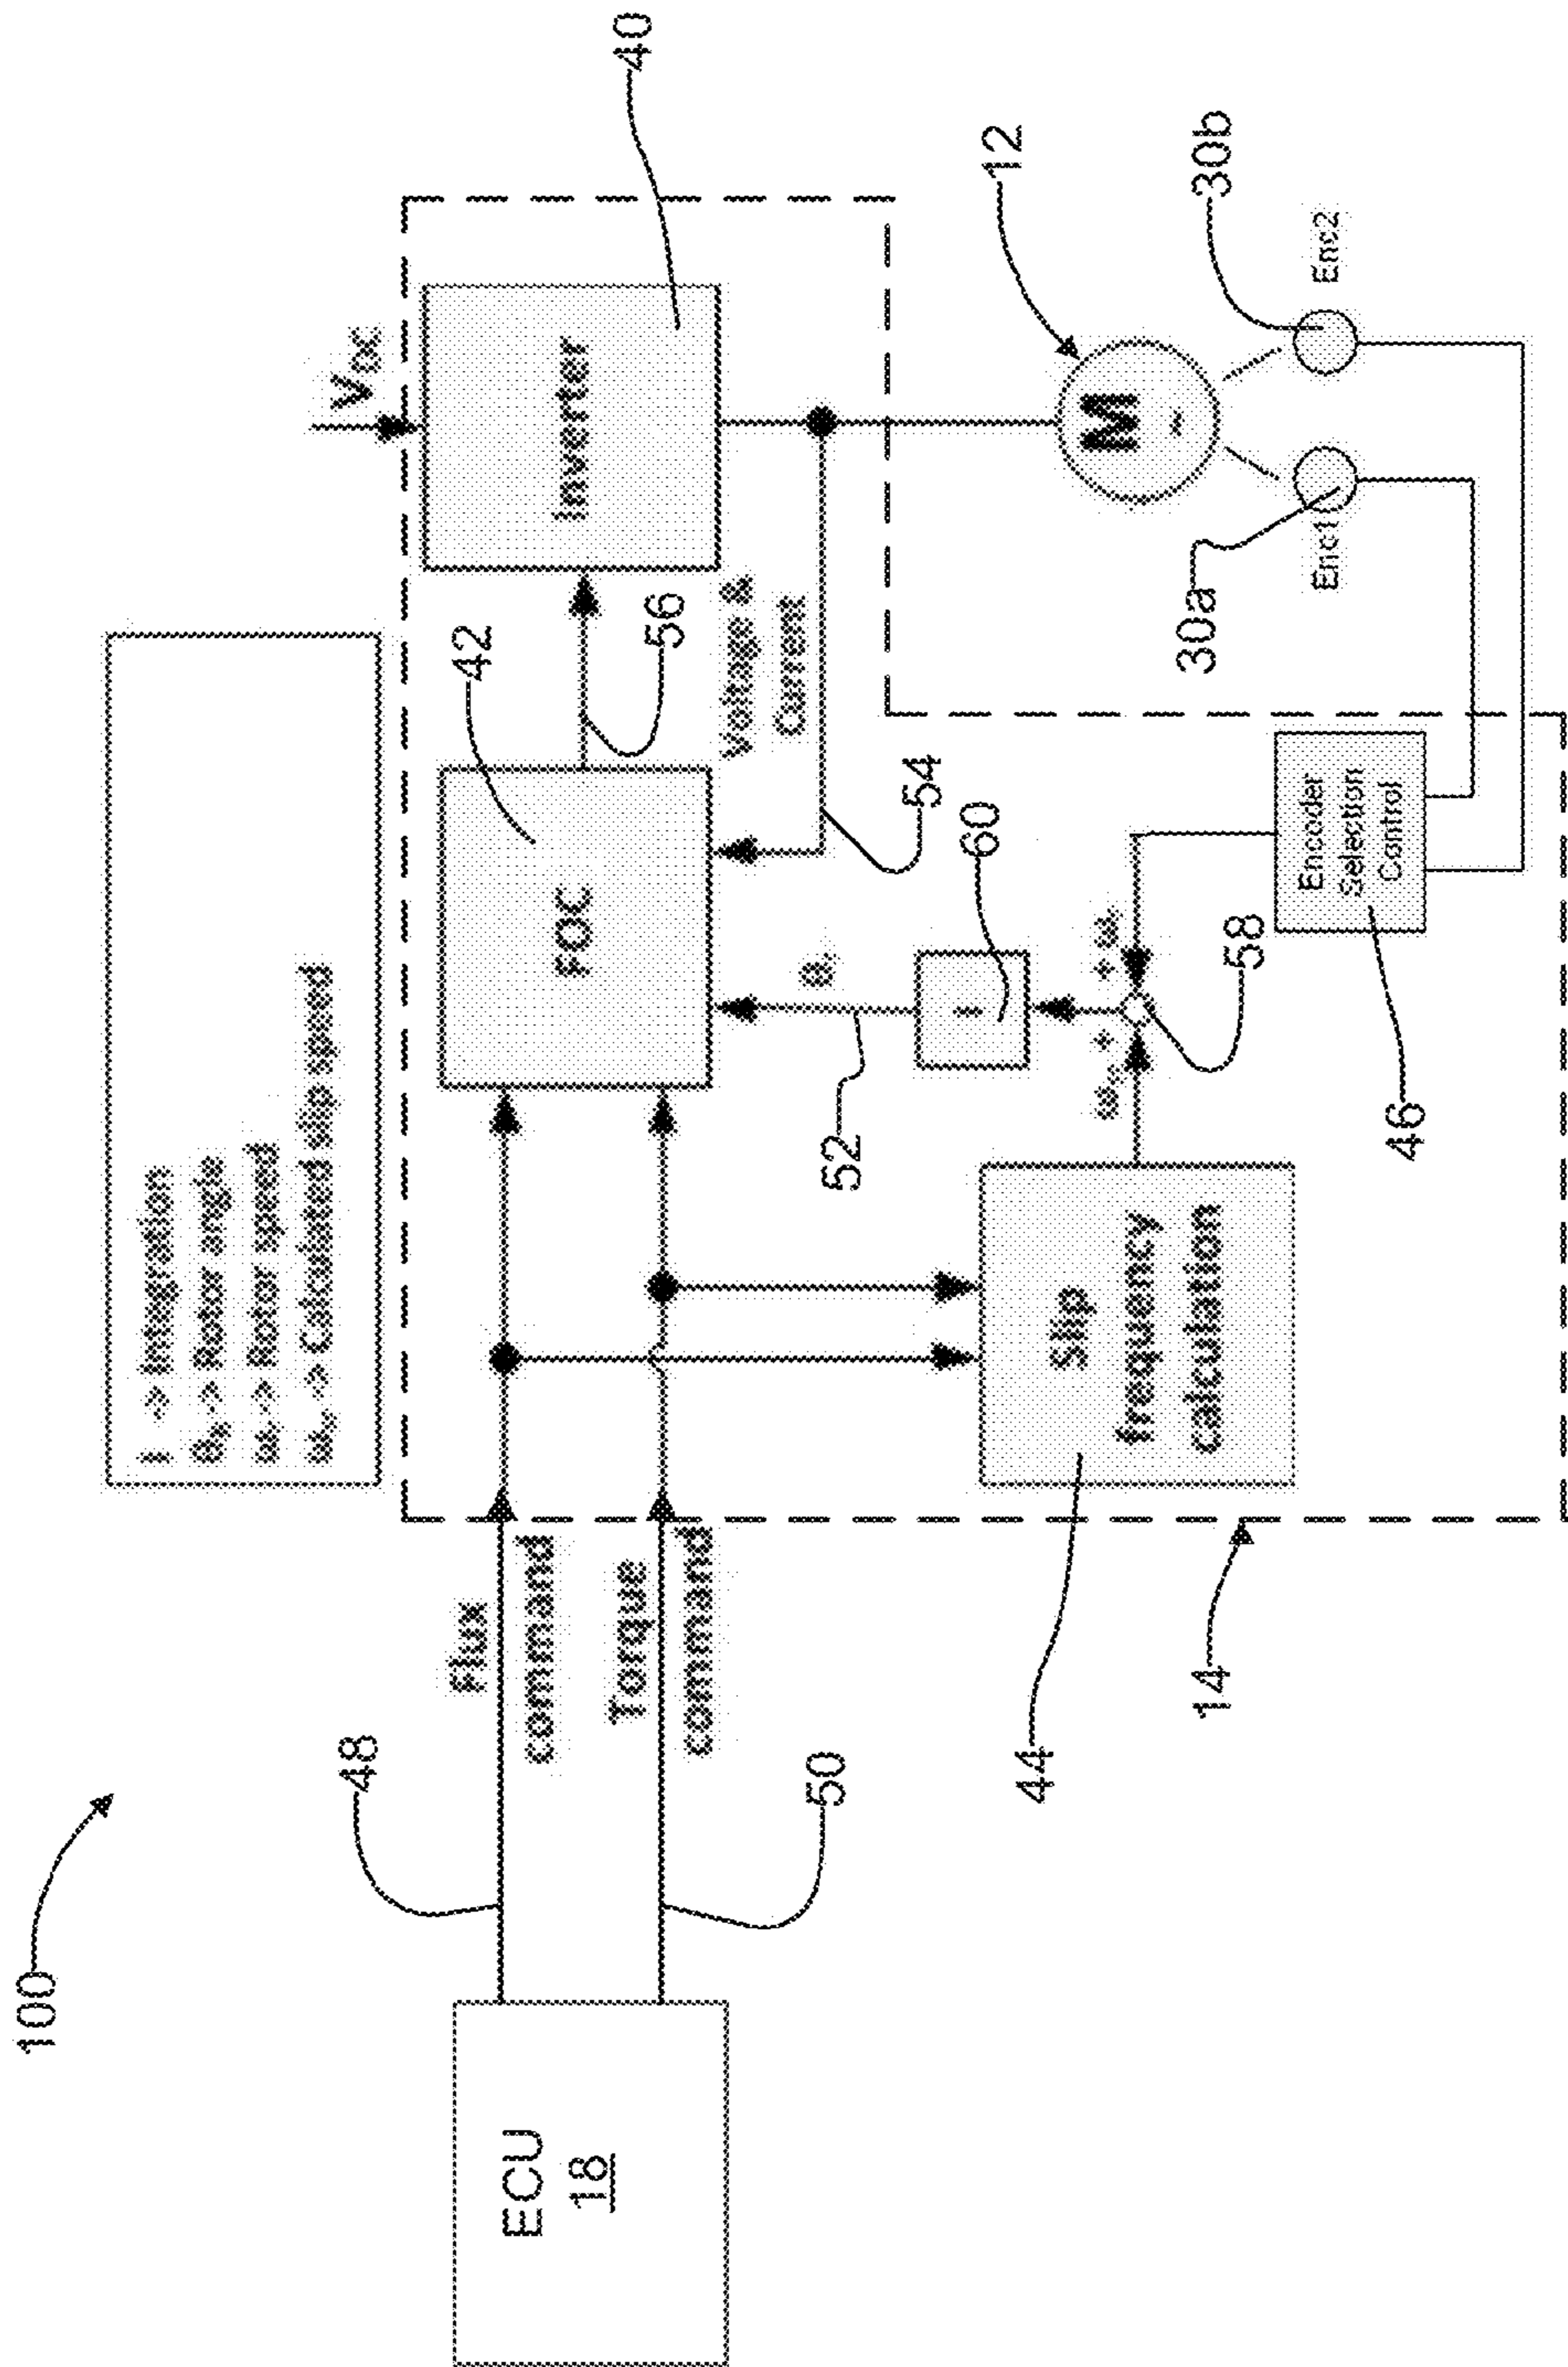 100
I -> Integration
-> Rotor angle
-> Rotor speed
-> Calculated slip speed
VDC
40
Inverter
42
FOC
56
Voltage &
Current
54
48
Flux
command
Torque
command
50
ECU
18
52
I
60
+
+
58
Slip
frequency
calculation
44
14
Encoder
Selection
Control
46
12
M
~
30a
Enc1
30b
Enc2